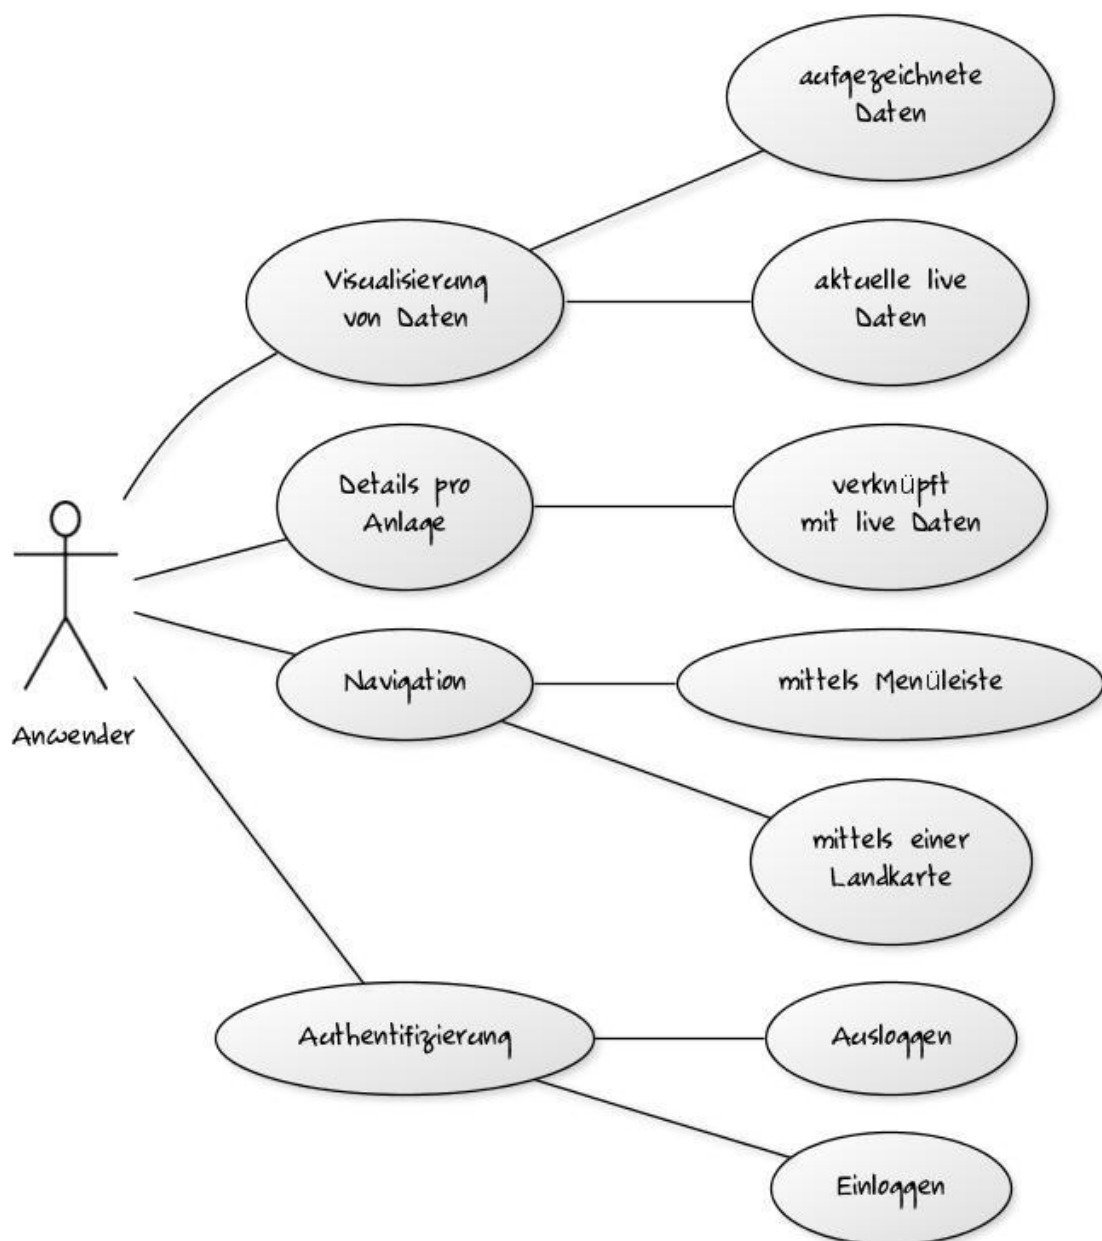 aufgezeichnete
Daten
Visualisierung
von Daten
aktuelle live
Daten
Details pro
Anlage
verknüpft
mit live Daten
Navigation
mittels Menüleiste
Anwender
mittels einer
Landkarte
Authentifizierung
Ausloggen
Einloggen